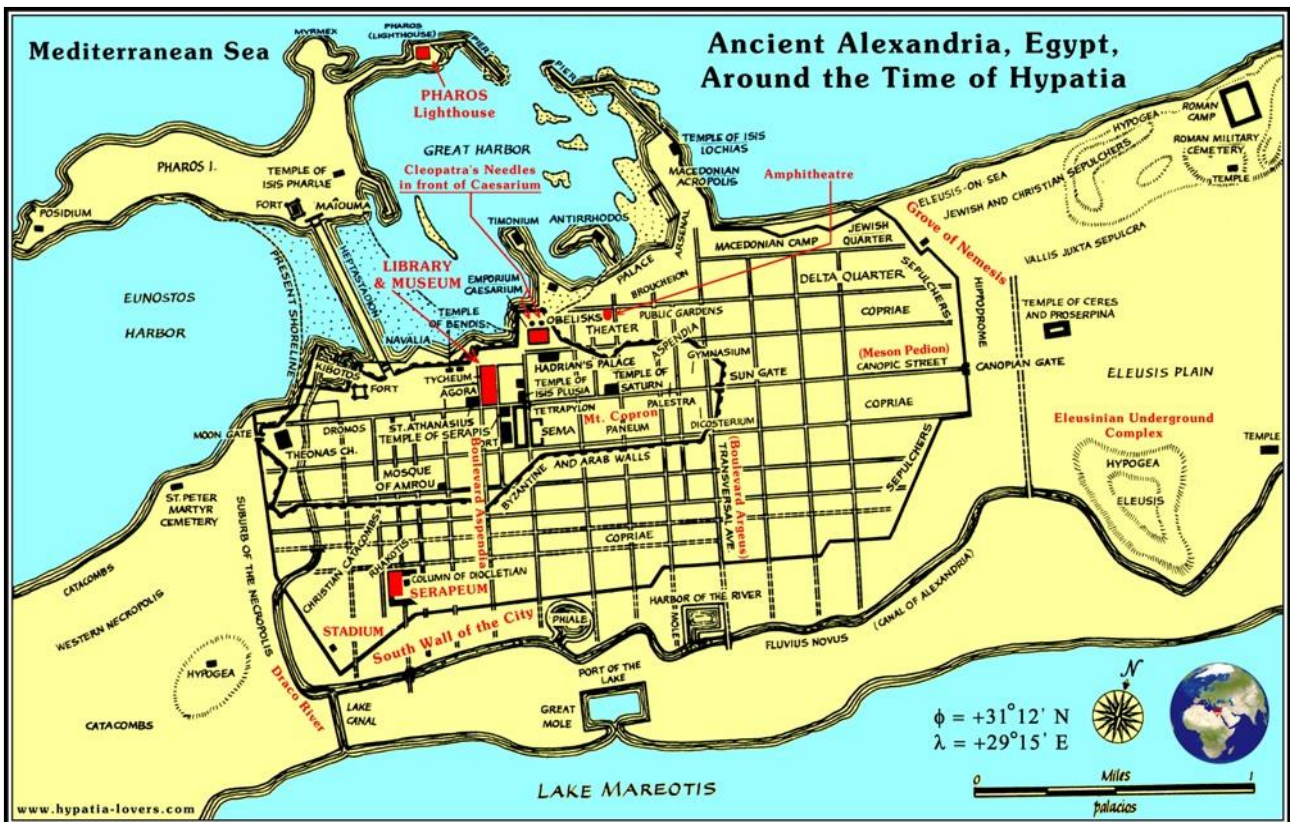 Mediterranean Sea
Ancient Alexandria, Egypt,
Around the Time of Hypatia
MYRMEX
PHAROS
(LIGHTHOUSE)
PIER
PIER
PHAROS
Lighthouse
GREAT HARBOR
Cleopatra's Needles
in front of Caesarium
TEMPLE OF ISIS
LOCHIAS
MACEDONIAN
ACROPOLIS
Amphitheatre
ROMAN
CAMP
HYPOGEA
ROMAN MILITARY
CEMETERY
TEMPLE
ELEUSIS-ON-SEA
JEWISH AND CHRISTIAN SEPULCHERS
Grove of Nemesis
VALLIS JUXTA SEPULCRA
PHAROS I.
TEMPLE OF
ISIS PHARIAE
FORT
MAIOUMA
POSIDIUM
TIMONIUM
ANTIRRHODOS
ARSENAL
PALACE
BROUCHEION
MACEDONIAN CAMP
JEWISH
QUARTER
SEPULCHERS
DELTA QUARTER
HIPPODROME
LIBRARY
& MUSEUM
EMPORIUM
CAESARIUM
HEPTASTADION
PRESENT SHORELINE
EUNOSTOS
HARBOR
TEMPLE
OF BENDIS
NAVALIA
OBELISKS
THEATER
PUBLIC GARDENS
COPRIAE
TEMPLE OF CERES
AND PROSERPINA
ASPENDIA
GYMNASIUM
(Meson Pedion)
CANOPIC STREET
CANOPIAN GATE
ELEUSIS PLAIN
KIBOTOS
FORT
TYCHEUM
AGORA
HADRIAN'S PALACE
TEMPLE OF
ISIS PLUSIA
TEMPLE OF
SATURN
SUN GATE
PALESTRA
COPRIAE
TETRAPYLON
Mt. Copron
PANEUM
DICOSTERIUM
SEMA
MOON GATE
DROMOS
ST. ATHANASIUS
TEMPLE OF SERAPIS
FORT
THEONAS CH.
MOSQUE
OF AMROU
Boulevard Aspendia
BYZANTINE AND ARAB WALLS
(Boulevard Argeus)
TRANSVERSAL AVE.
SEPULCHERS
Eleusinian Underground
Complex
HYPOGEA
ELEUSIS
TEMPLE
ST. PETER
MARTYR
CEMETERY
SUBURB OF THE NECROPOLIS
CATACOMBS
WESTERN NECROPOLIS
CHRISTIAN CATACOMBS
RHAKOTIS
COPRIAE
COLUMN OF DIOCLETIAN
SERAPEUM
STADIUM
South Wall of the City
PHIALE
HARBOR OF THE RIVER
MOLE
FLUVIUS NOVUS
(CANAL OF ALEXANDRIA)
HYPOGEA
Draco River
CATACOMBS
LAKE
CANAL
PORT OF THE
LAKE
GREAT
MOLE
LAKE MAREOTIS
N
ϕ = +31°12' N
λ = +29°15' E
0 Miles 1
palacios
www.hypatia-lovers.com